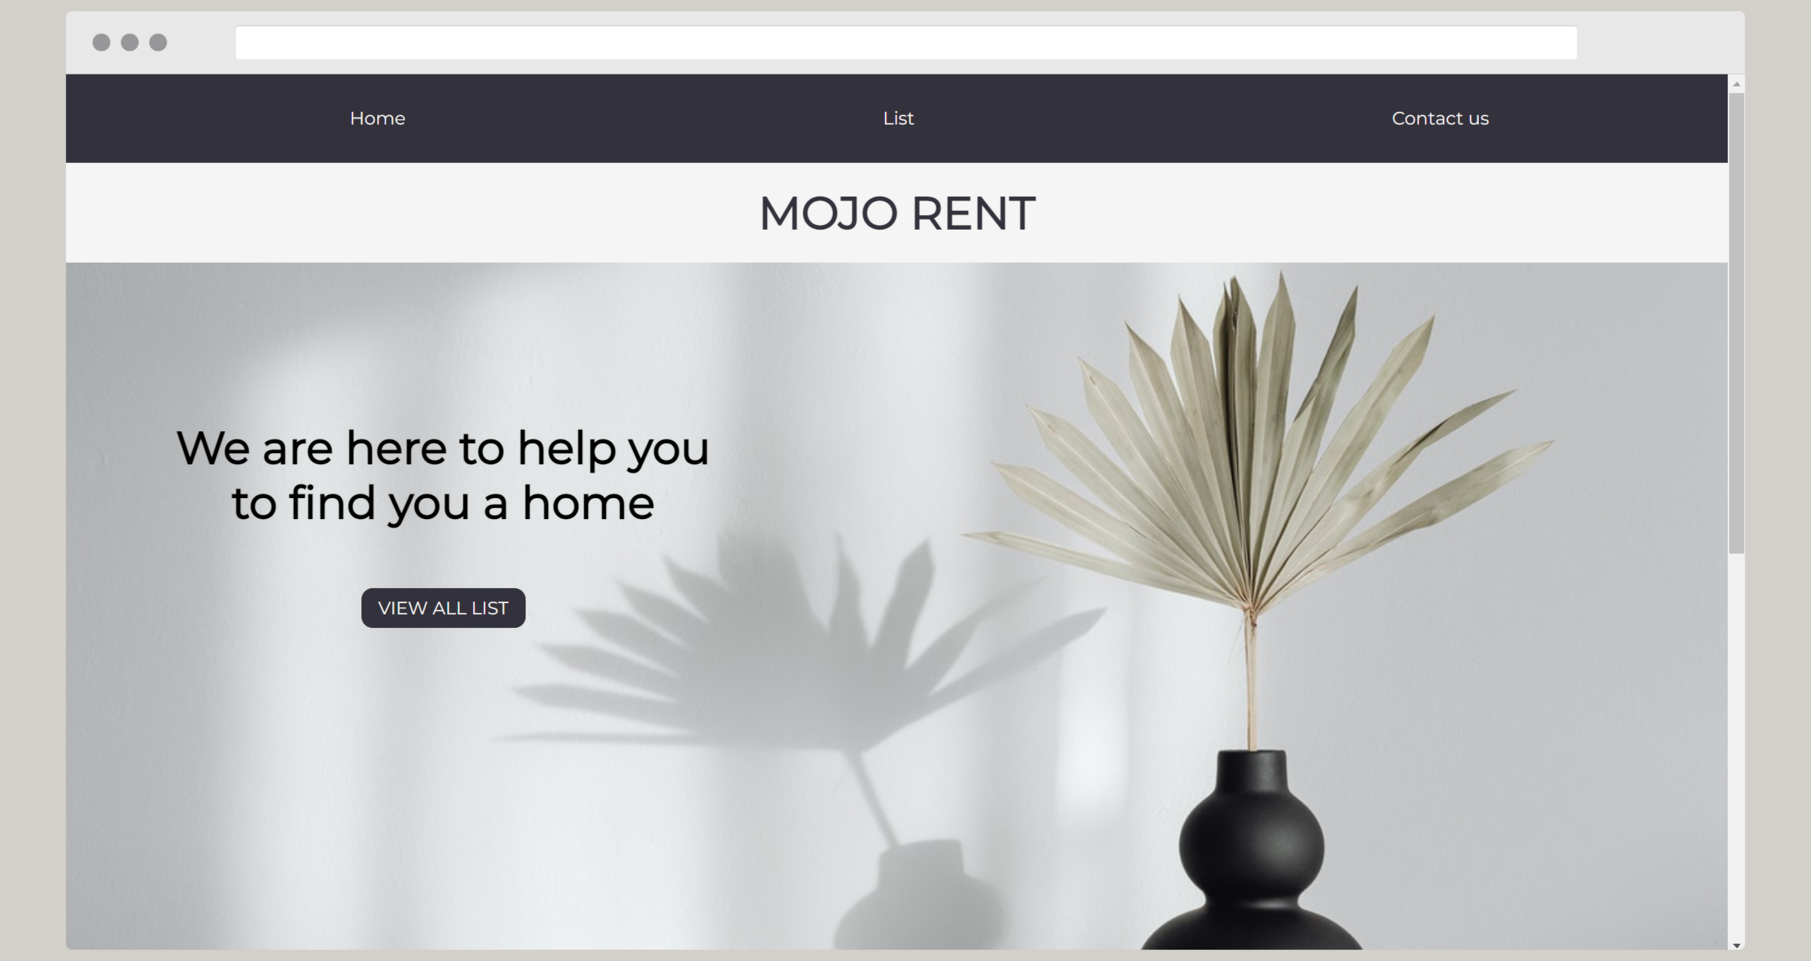 Home List Contact us
MOJO RENT
We are here to help you
to find you a home
VIEW ALL LIST